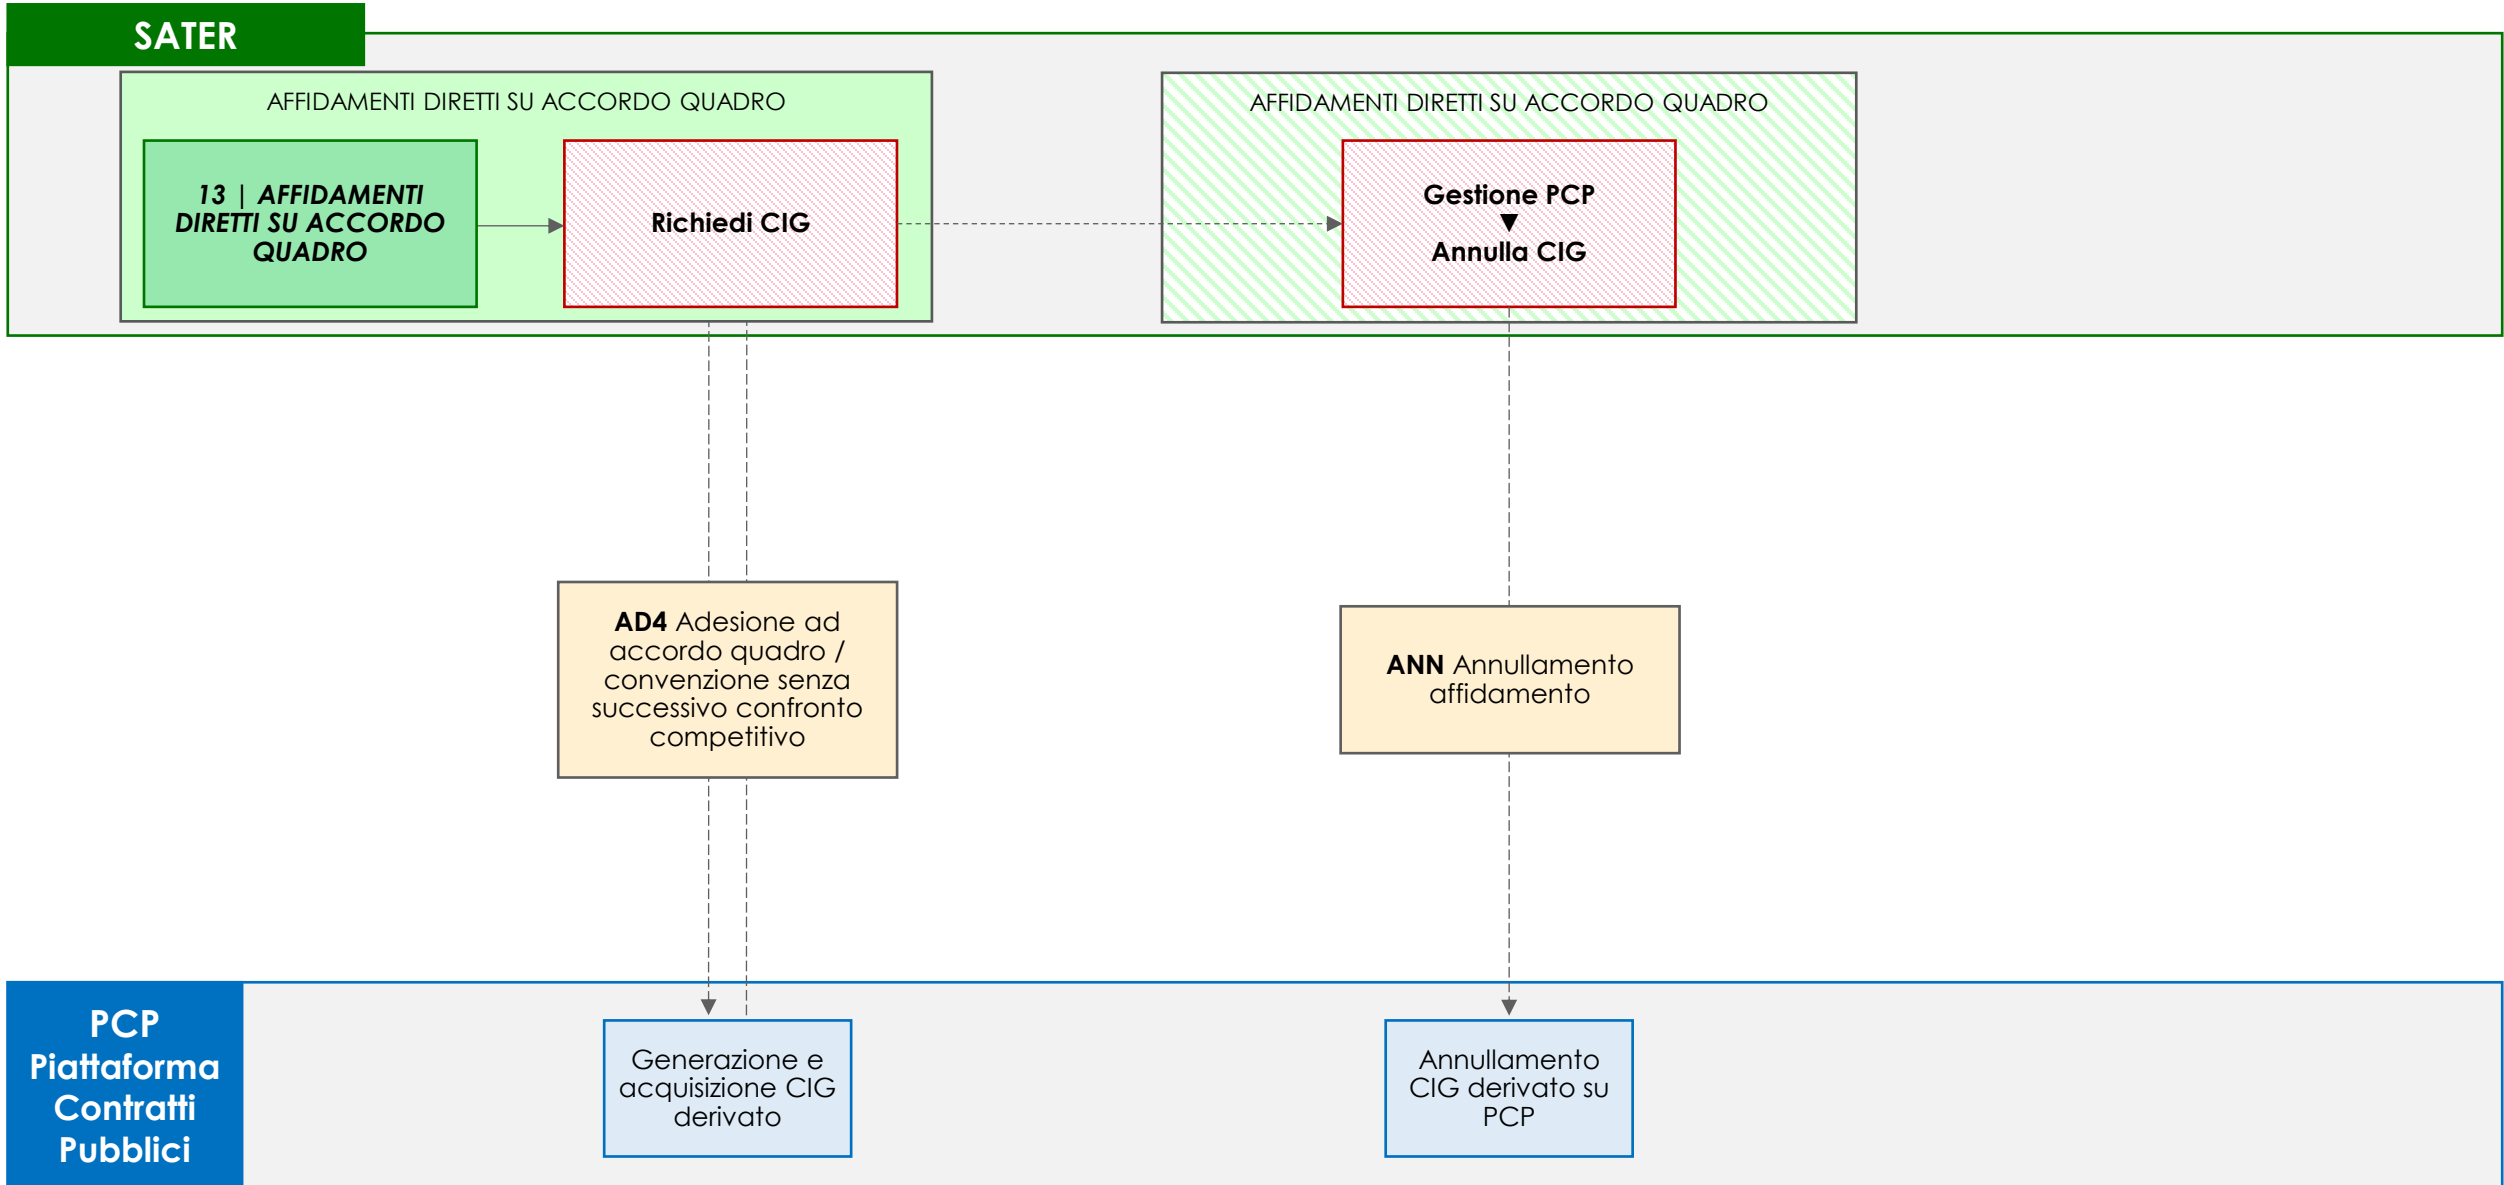 SATER
AFFIDAMENTI DIRETTI SU ACCORDO QUADRO
13 | AFFIDAMENTI
DIRETTI SU ACCORDO
QUADRO
Richiedi CIG
AFFIDAMENTI DIRETTI SU ACCORDO QUADRO
Gestione PCP
▼
Annulla CIG
AD4 Adesione ad
accordo quadro /
convenzione senza
successivo confronto
competitivo
ANN Annullamento
affidamento
PCP
Piattaforma
Contratti
Pubblici
Generazione e
acquisizione CIG
derivato
Annullamento
CIG derivato su
PCP